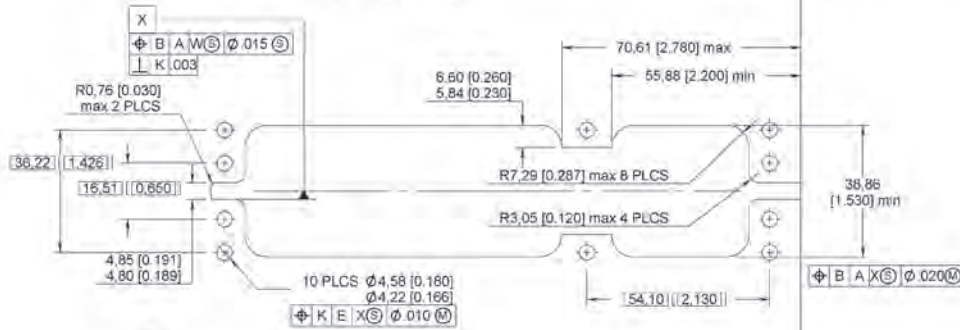 X
⌖ B A WⓈ Ø.015 Ⓢ
⊥ K .003
70,61 [2.780] max
55,88 [2.200] min
6,60 [0.260]
5,84 [0.230]
R0,76 [0.030]
max 2 PLCS
36,22 [1,426]
16,51 [0,650]
R7,29 [0.287] max 8 PLCS
R3,05 [0.120] max 4 PLCS
38,86
[1.530] min
4,85 [0.191]
4,80 [0.189]
10 PLCS Ø4,58 [0.180]
Ø4,22 [0.166]
⌖ K E XⓈ Ø.010 Ⓜ
54,10 [2,130]
⌖ B A XⓈ Ø.020Ⓜ